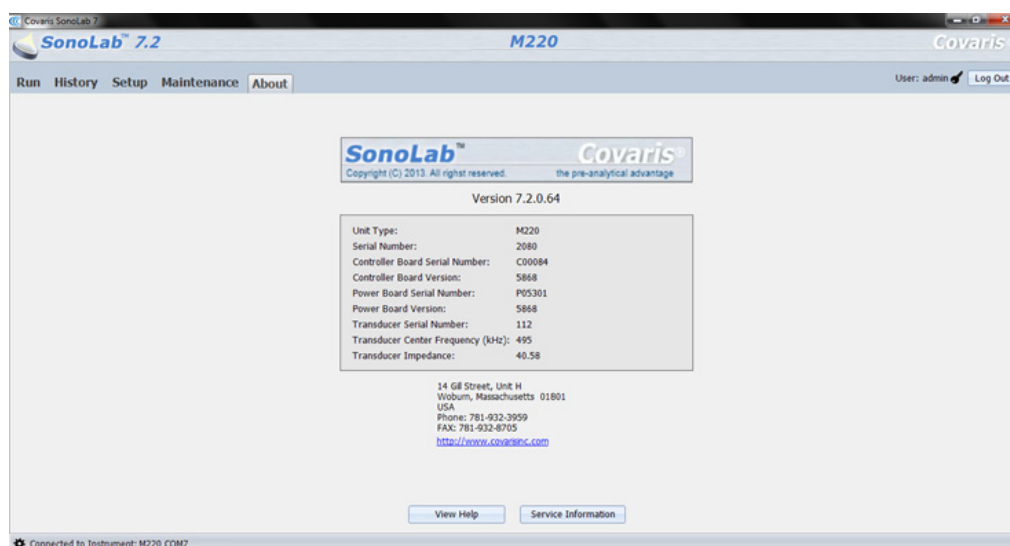 Covaris SonoLab 7
SonoLab™ 7.2 M220 Covaris
Run History Setup Maintenance About User: admin Log Out
SonoLab™ Covaris®
Copyright (C) 2013. All righst reserved. the pre-analytical advantage
Version 7.2.0.64
Unit Type: M220
Serial Number: 2080
Controller Board Serial Number: C00084
Controller Board Version: 5868
Power Board Serial Number: P05301
Power Board Version: 5868
Transducer Serial Number: 112
Transducer Center Frequency (kHz): 495
Transducer Impedance: 40.58
14 Gill Street, Unit H
Woburn, Massachusetts 01801
USA
Phone: 781-932-3959
FAX: 781-932-8705
http://www.covarisinc.com
View Help Service Information
Connected to Instrument: M220 COM7